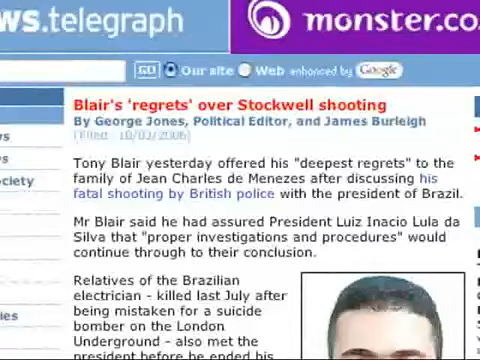 ws.telegraph
monster.co
GO Our site Web enhanced by Google
Blair's 'regrets' over Stockwell shooting
By George Jones, Political Editor, and James Burleigh
(Filed: 10/03/2006)
Tony Blair yesterday offered his "deepest regrets" to the
family of Jean Charles de Menezes after discussing his
fatal shooting by British police with the president of Brazil.
Mr Blair said he had assured President Luiz Inacio Lula da
Silva that "proper investigations and procedures" would
continue through to their conclusion.
Relatives of the Brazilian
electrician - killed last July after
being mistaken for a suicide
bomber on the London
Underground - also met the
president before he ended his